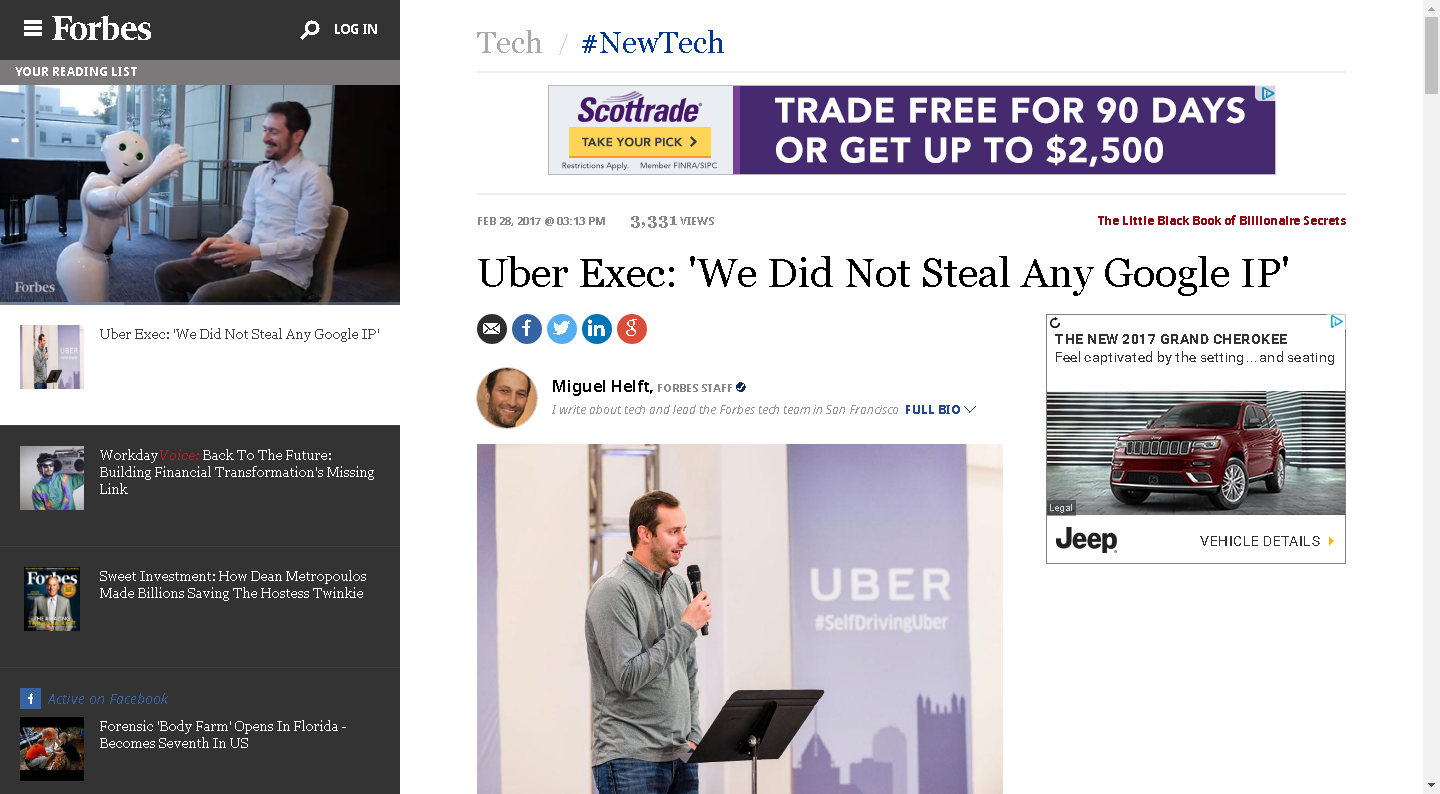 Forbes
LOG IN
YOUR READING LIST
Forbes
Uber Exec: 'We Did Not Steal Any Google IP'
UBER
WorkdayVoice: Back To The Future:
Building Financial Transformation's Missing
Link
Forbes
Sweet Investment: How Dean Metropoulos
Made Billions Saving The Hostess Twinkie
f Active on Facebook
Forensic 'Body Farm' Opens In Florida -
Becomes Seventh In US
Tech / #NewTech
Scottrade
TAKE YOUR PICK >
Restrictions Apply. Member FINRA/SIPC
TRADE FREE FOR 90 DAYS
OR GET UP TO $2,500
FEB 28, 2017 @ 03:13 PM 3,331 VIEWS
The Little Black Book of Billionaire Secrets
Uber Exec: 'We Did Not Steal Any Google IP'
f in g
Miguel Helft, FORBES STAFF
I write about tech and lead the Forbes tech team in San Francisco FULL BIO
UBER
#SelfDrivingUber
THE NEW 2017 GRAND CHEROKEE
Feel captivated by the setting...and seating
Legal
Jeep
VEHICLE DETAILS